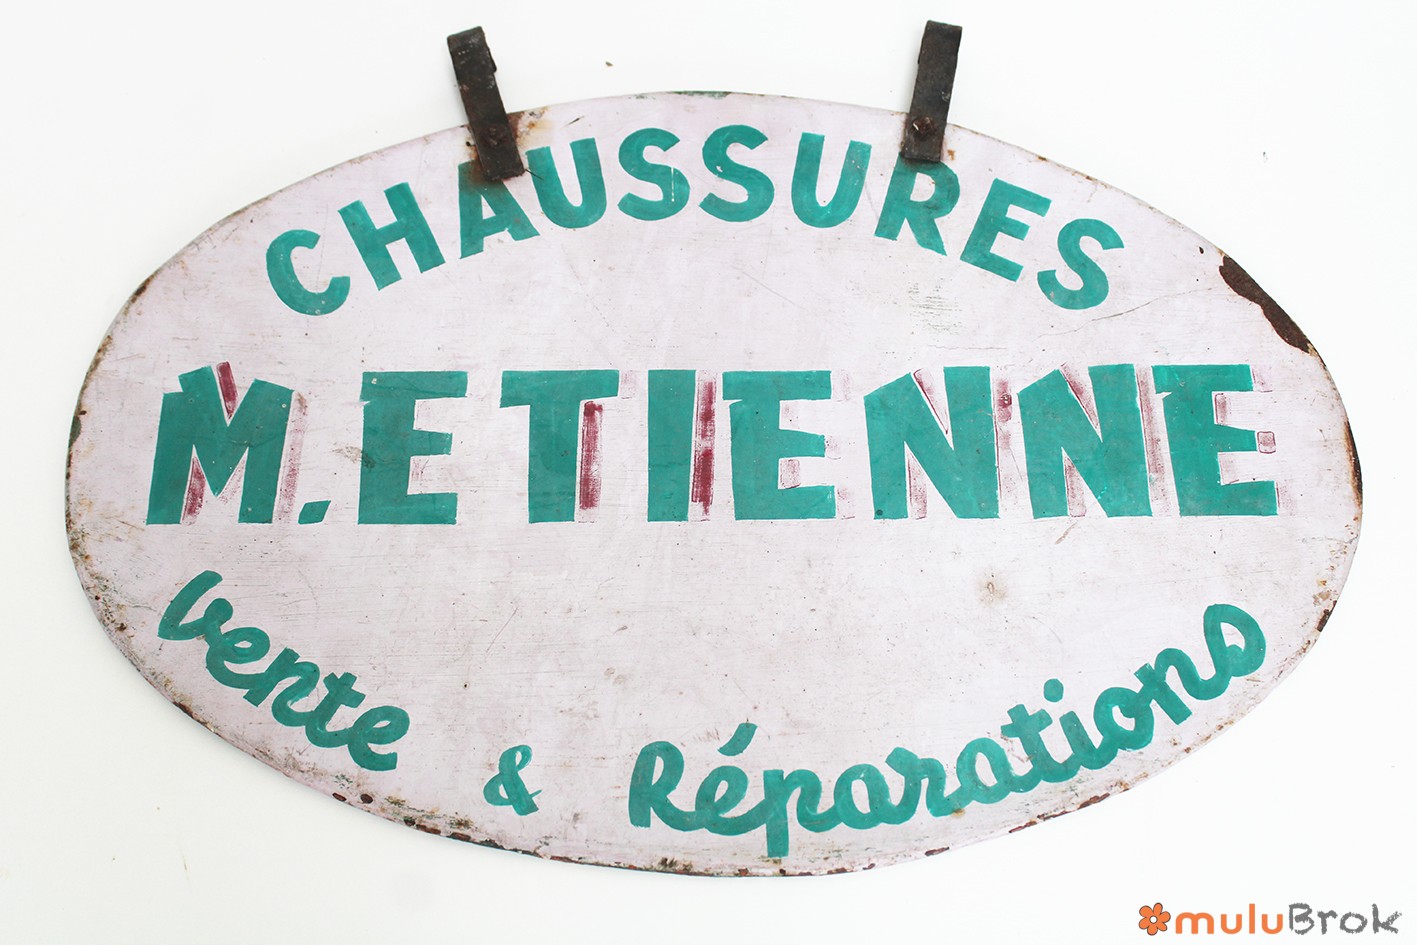 CHAUSSURES
M. ETIENNE
Vente & Réparations
muluBrok